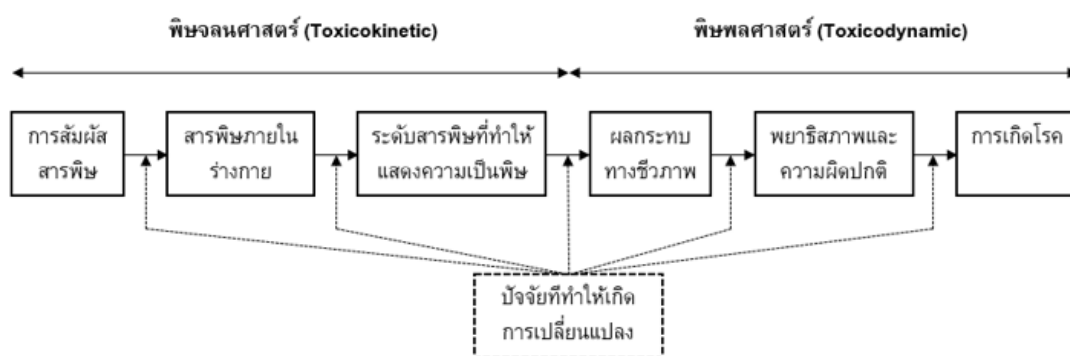 พิษจลนศาสตร์ (Toxicokinetic)
พิษพลศาสตร์ (Toxicodynamic)
การสัมผัส
สารพิษ
สารพิษภายใน
ร่างกาย
ระดับสารพิษที่ทำให้
แสดงความเป็นพิษ
ผลกระทบ
ทางชีวภาพ
พยาธิสภาพและ
ความผิดปกติ
การเกิดโรค
ปัจจัยที่ทำให้เกิด
การเปลี่ยนแปลง